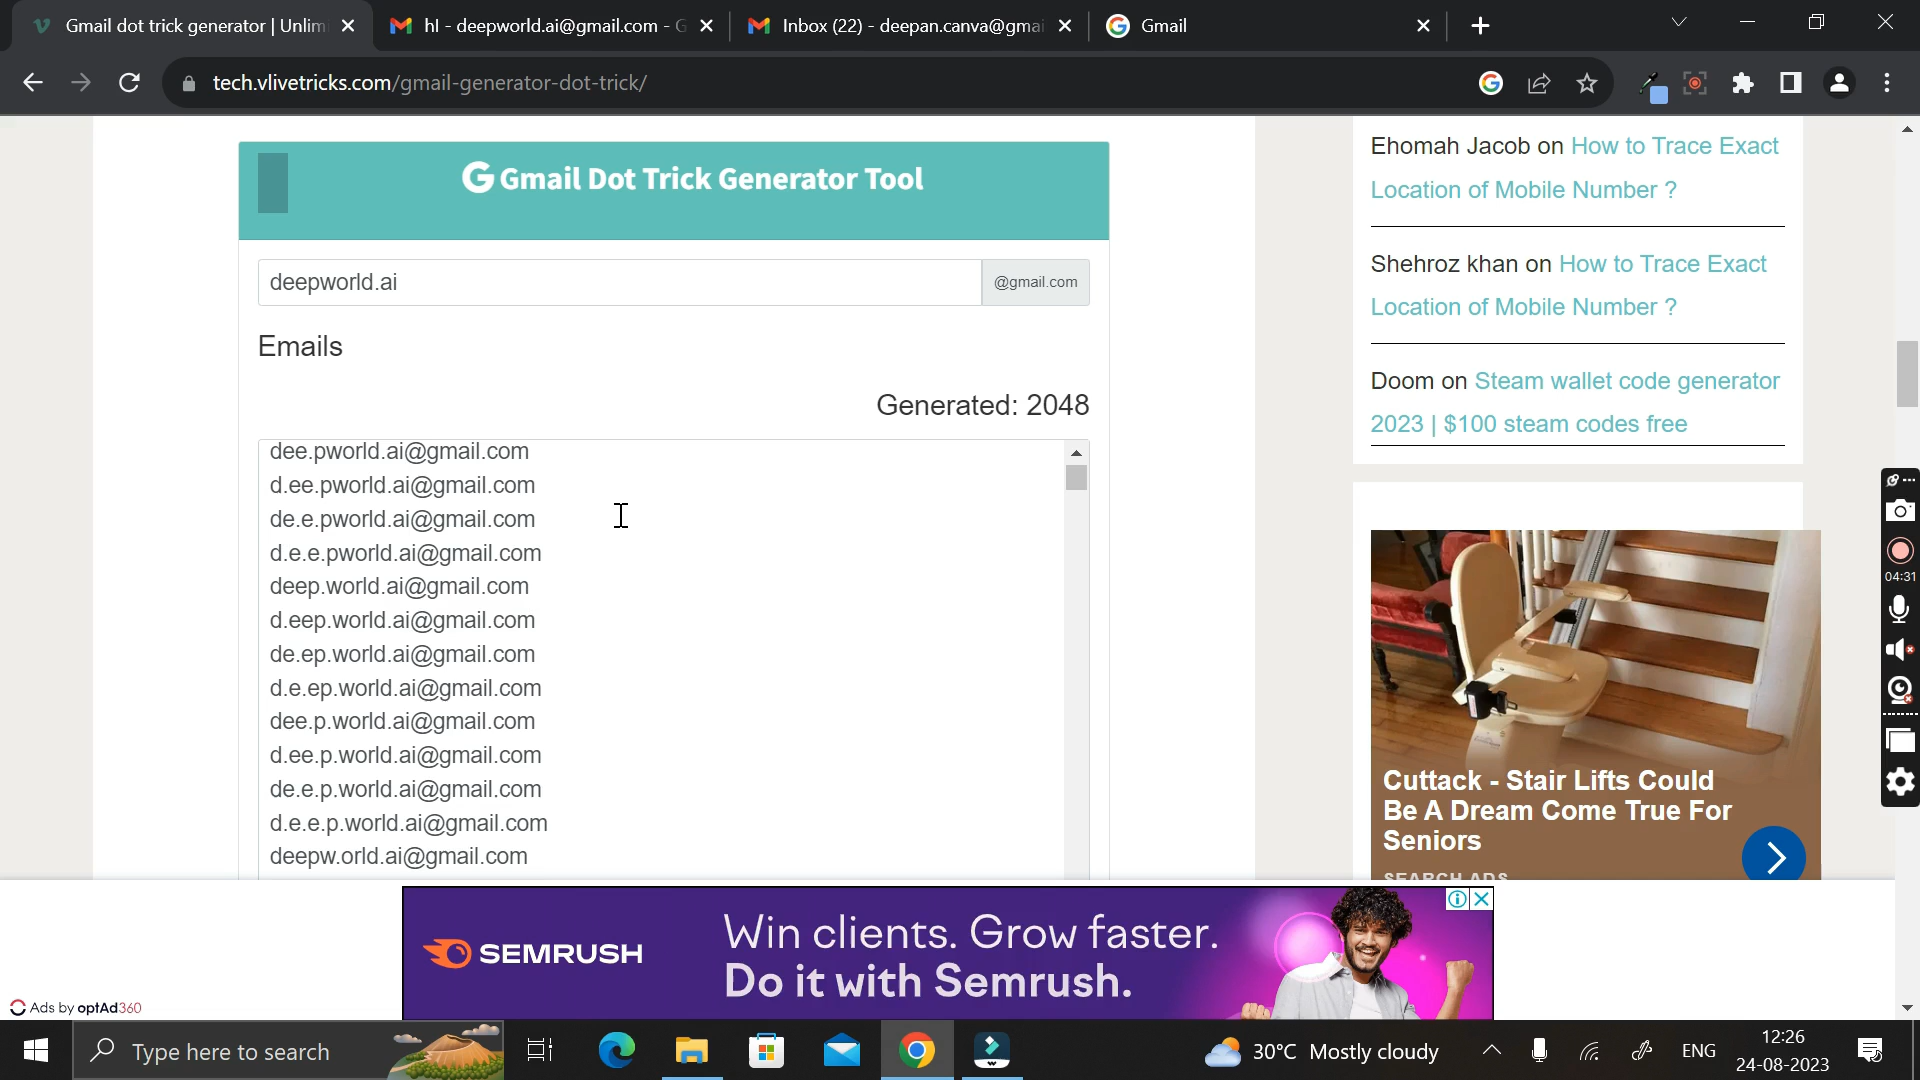 Gmail dot trick generator | Unlim
hI - deepworld.ai@gmail.com - G
Inbox (22) - deepan.canva@gmai
Gmail
tech.vlivetricks.com/gmail-generator-dot-trick/
Gmail Dot Trick Generator Tool
deepworld.ai
@gmail.com
Emails
Generated: 2048
dee.pworld.ai@gmail.com
d.ee.pworld.ai@gmail.com
de.e.pworld.ai@gmail.com
d.e.e.pworld.ai@gmail.com
deep.world.ai@gmail.com
d.eep.world.ai@gmail.com
de.ep.world.ai@gmail.com
d.e.ep.world.ai@gmail.com
dee.p.world.ai@gmail.com
d.ee.p.world.ai@gmail.com
de.e.p.world.ai@gmail.com
d.e.e.p.world.ai@gmail.com
deepw.orld.ai@gmail.com
Ehomah Jacob on How to Trace Exact
Location of Mobile Number ?
Shehroz khan on How to Trace Exact
Location of Mobile Number ?
Doom on Steam wallet code generator
2023 | $100 steam codes free
Cuttack - Stair Lifts Could
Be A Dream Come True For
Seniors
SEARCH ADS
04:31
SEMRUSH
Win clients. Grow faster.
Do it with Semrush.
Ads by optAd360
Type here to search
30°C Mostly cloudy
ENG
12:26
24-08-2023